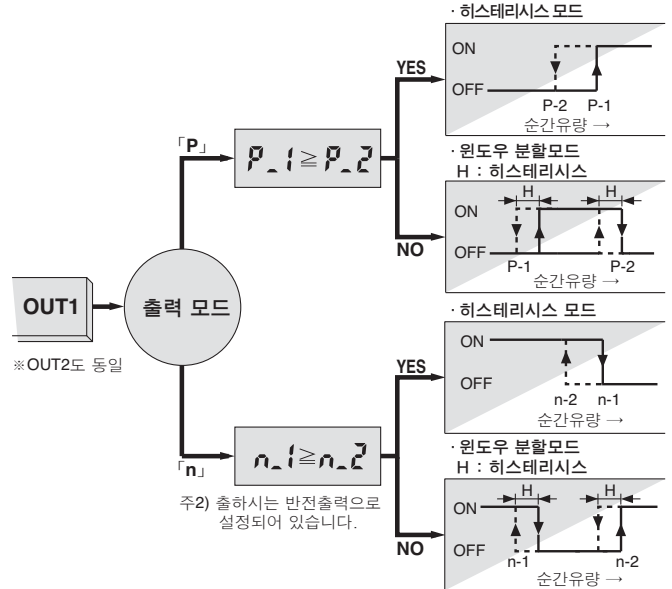 · 히스테리시스 모드
ON
OFF
P-2 P-1
순간유량 →
YES
「P」
P_1≧P_2
NO
· 윈도우 분할모드
H : 히스테리시스
H H
ON
OFF
P-1 P-2
순간유량 →
OUT1
출력 모드
※OUT2도 동일
· 히스테리시스 모드
ON
OFF
n-2 n-1
순간유량 →
YES
「n」
n_1≧n_2
주2) 출하시는 반전출력으로
설정되어 있습니다.
NO
· 윈도우 분할모드
H : 히스테리시스
H H
ON
OFF
n-1 n-2
순간유량 →